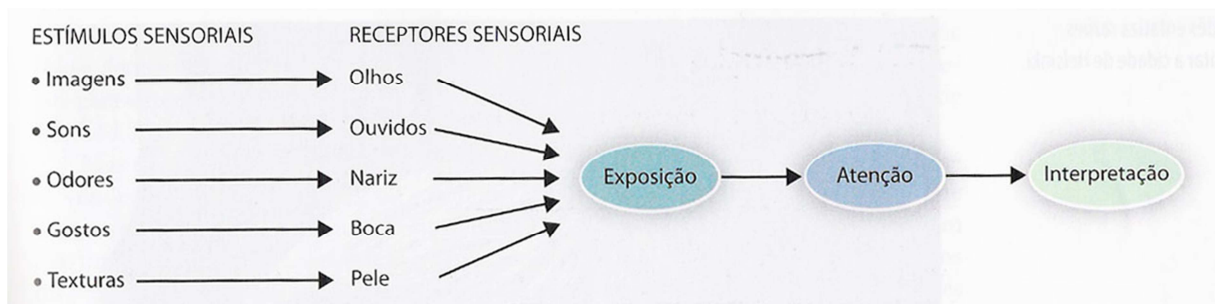 ESTÍMULOS SENSORIAIS RECEPTORES SENSORIAIS
• Imagens Olhos
• Sons Ouvidos
• Odores Nariz
• Gostos Boca
• Texturas Pele
Exposição Atenção Interpretação